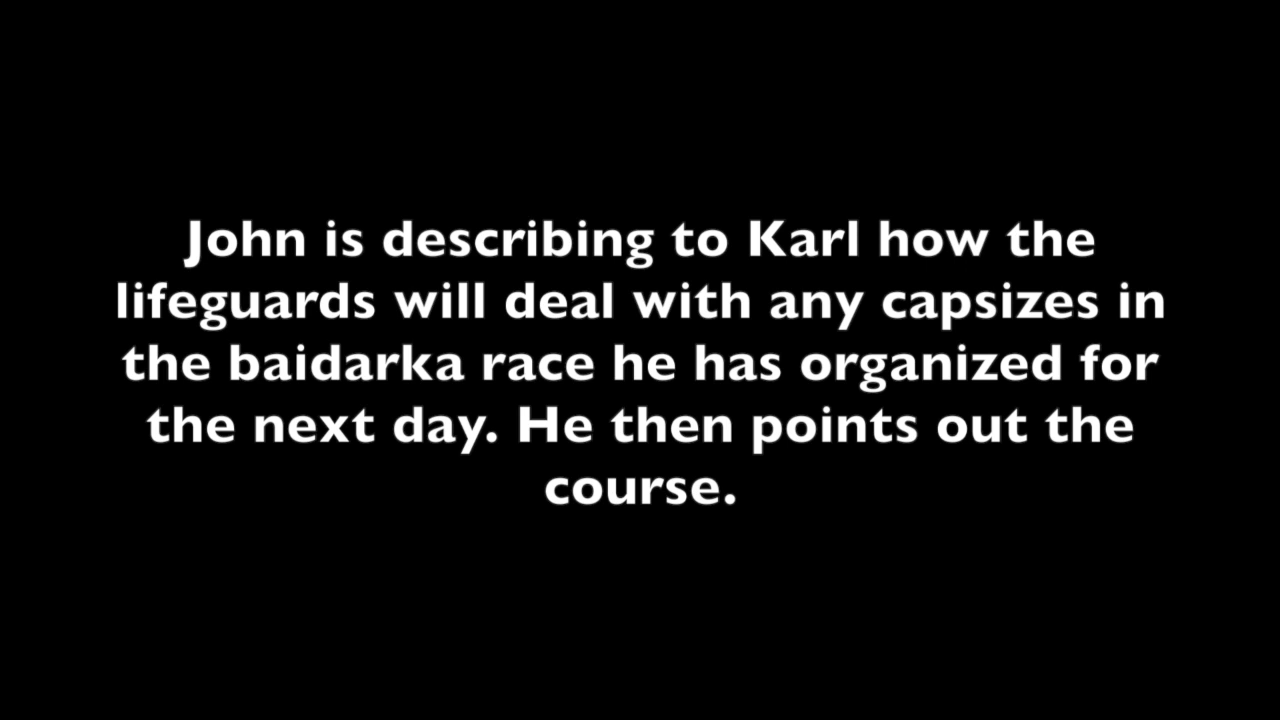 John is describing to Karl how the
lifeguards will deal with any capsizes in
the baidarka race he has organized for
the next day. He then points out the
course.